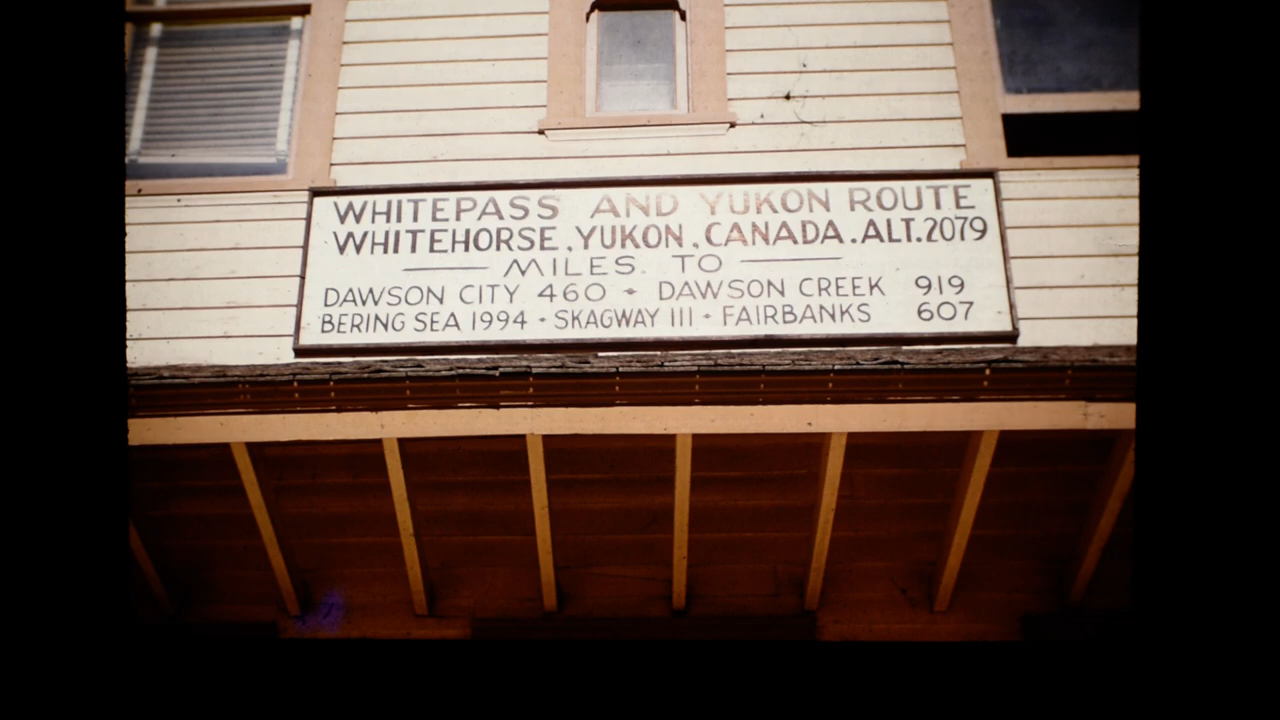 WHITEPASS AND YUKON ROUTE
WHITEHORSE, YUKON, CANADA. ALT. 2079
MILES. TO
DAWSON CITY 460 • DAWSON CREEK 919
BERING SEA 1994 • SKAGWAY 111 • FAIRBANKS 607